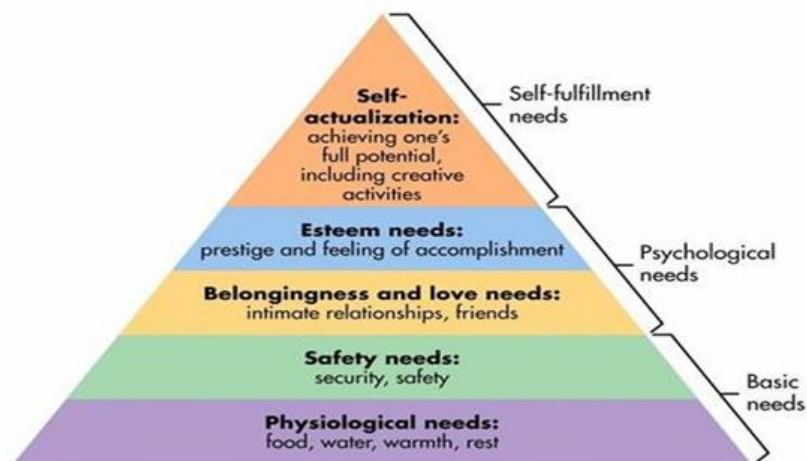 Self-
actualization:
achieving one's
full potential,
including creative
activities
Self-fulfillment
needs
Esteem needs:
prestige and feeling of accomplishment
Psychological
needs
Belongingness and love needs:
intimate relationships, friends
Safety needs:
security, safety
Basic
needs
Physiological needs:
food, water, warmth, rest